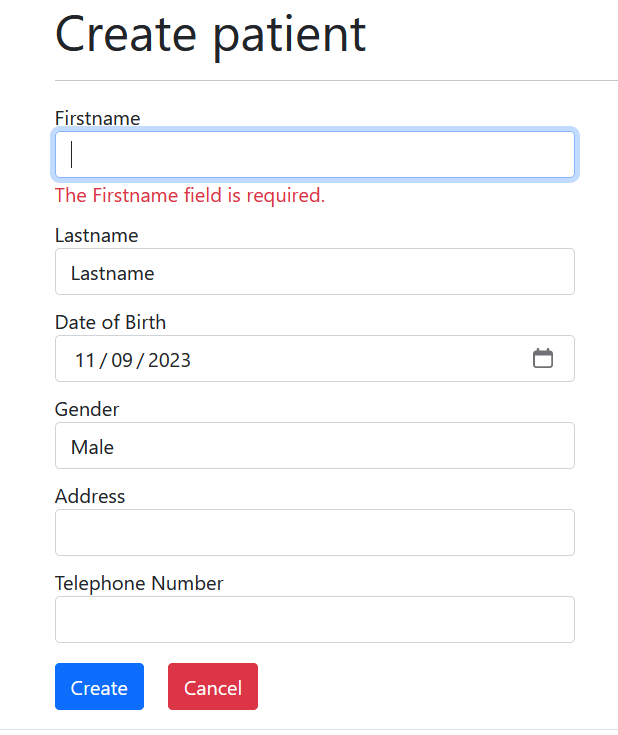 Create patient
Firstname
The Firstname field is required.
Lastname
Lastname
Date of Birth
11/09/2023
Gender
Male
Address
Telephone Number
Create Cancel